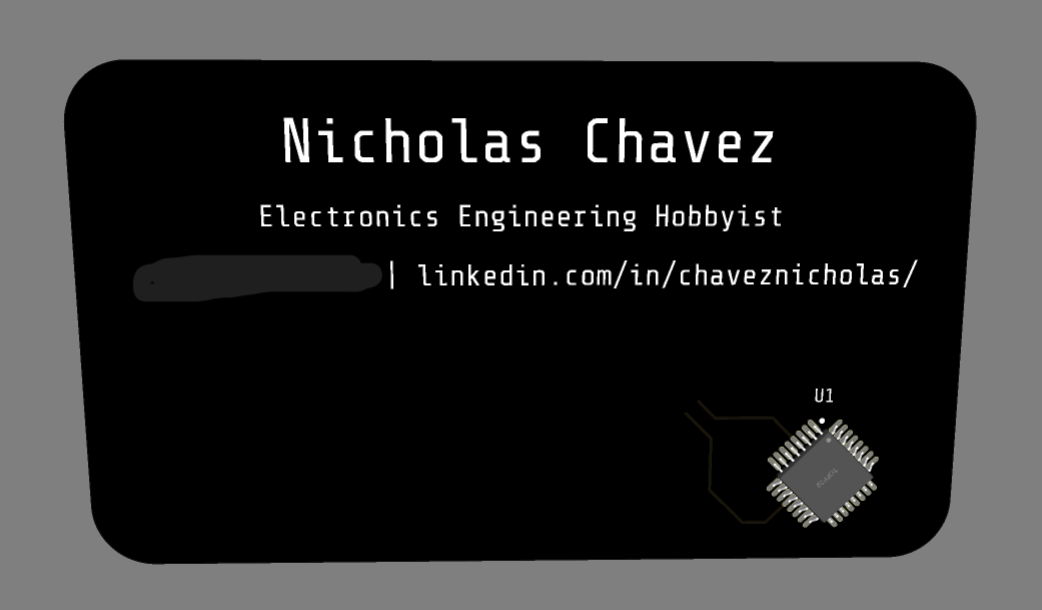 Nicholas Chavez
Electronics Engineering Hobbyist
| linkedin.com/in/chaveznicholas/
U1